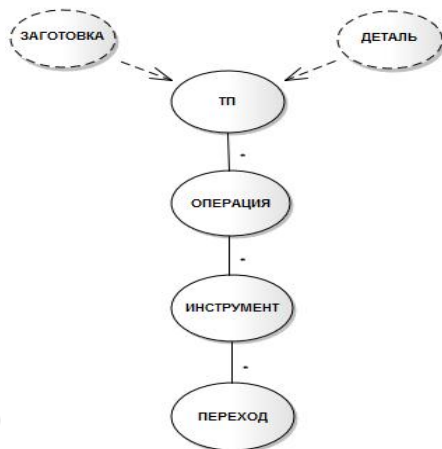 ЗАГОТОВКА
ДЕТАЛЬ
ТП
ОПЕРАЦИЯ
ИНСТРУМЕНТ
ПЕРЕХОД